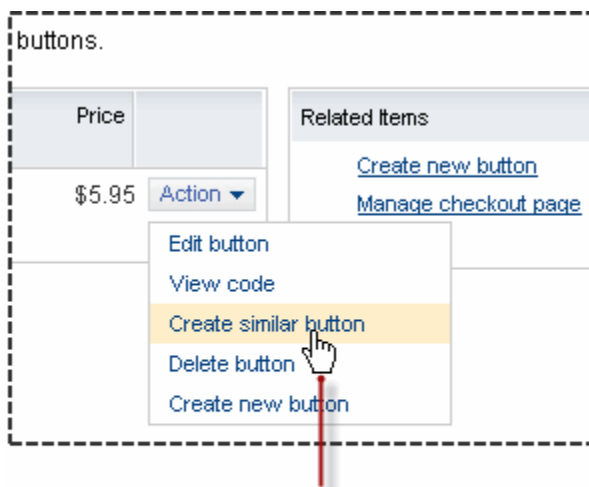 buttons.
Price
Related Items
$5.95 Action
Create new button
Manage checkout page
Edit button
View code
Create similar button
Delete button
Create new button